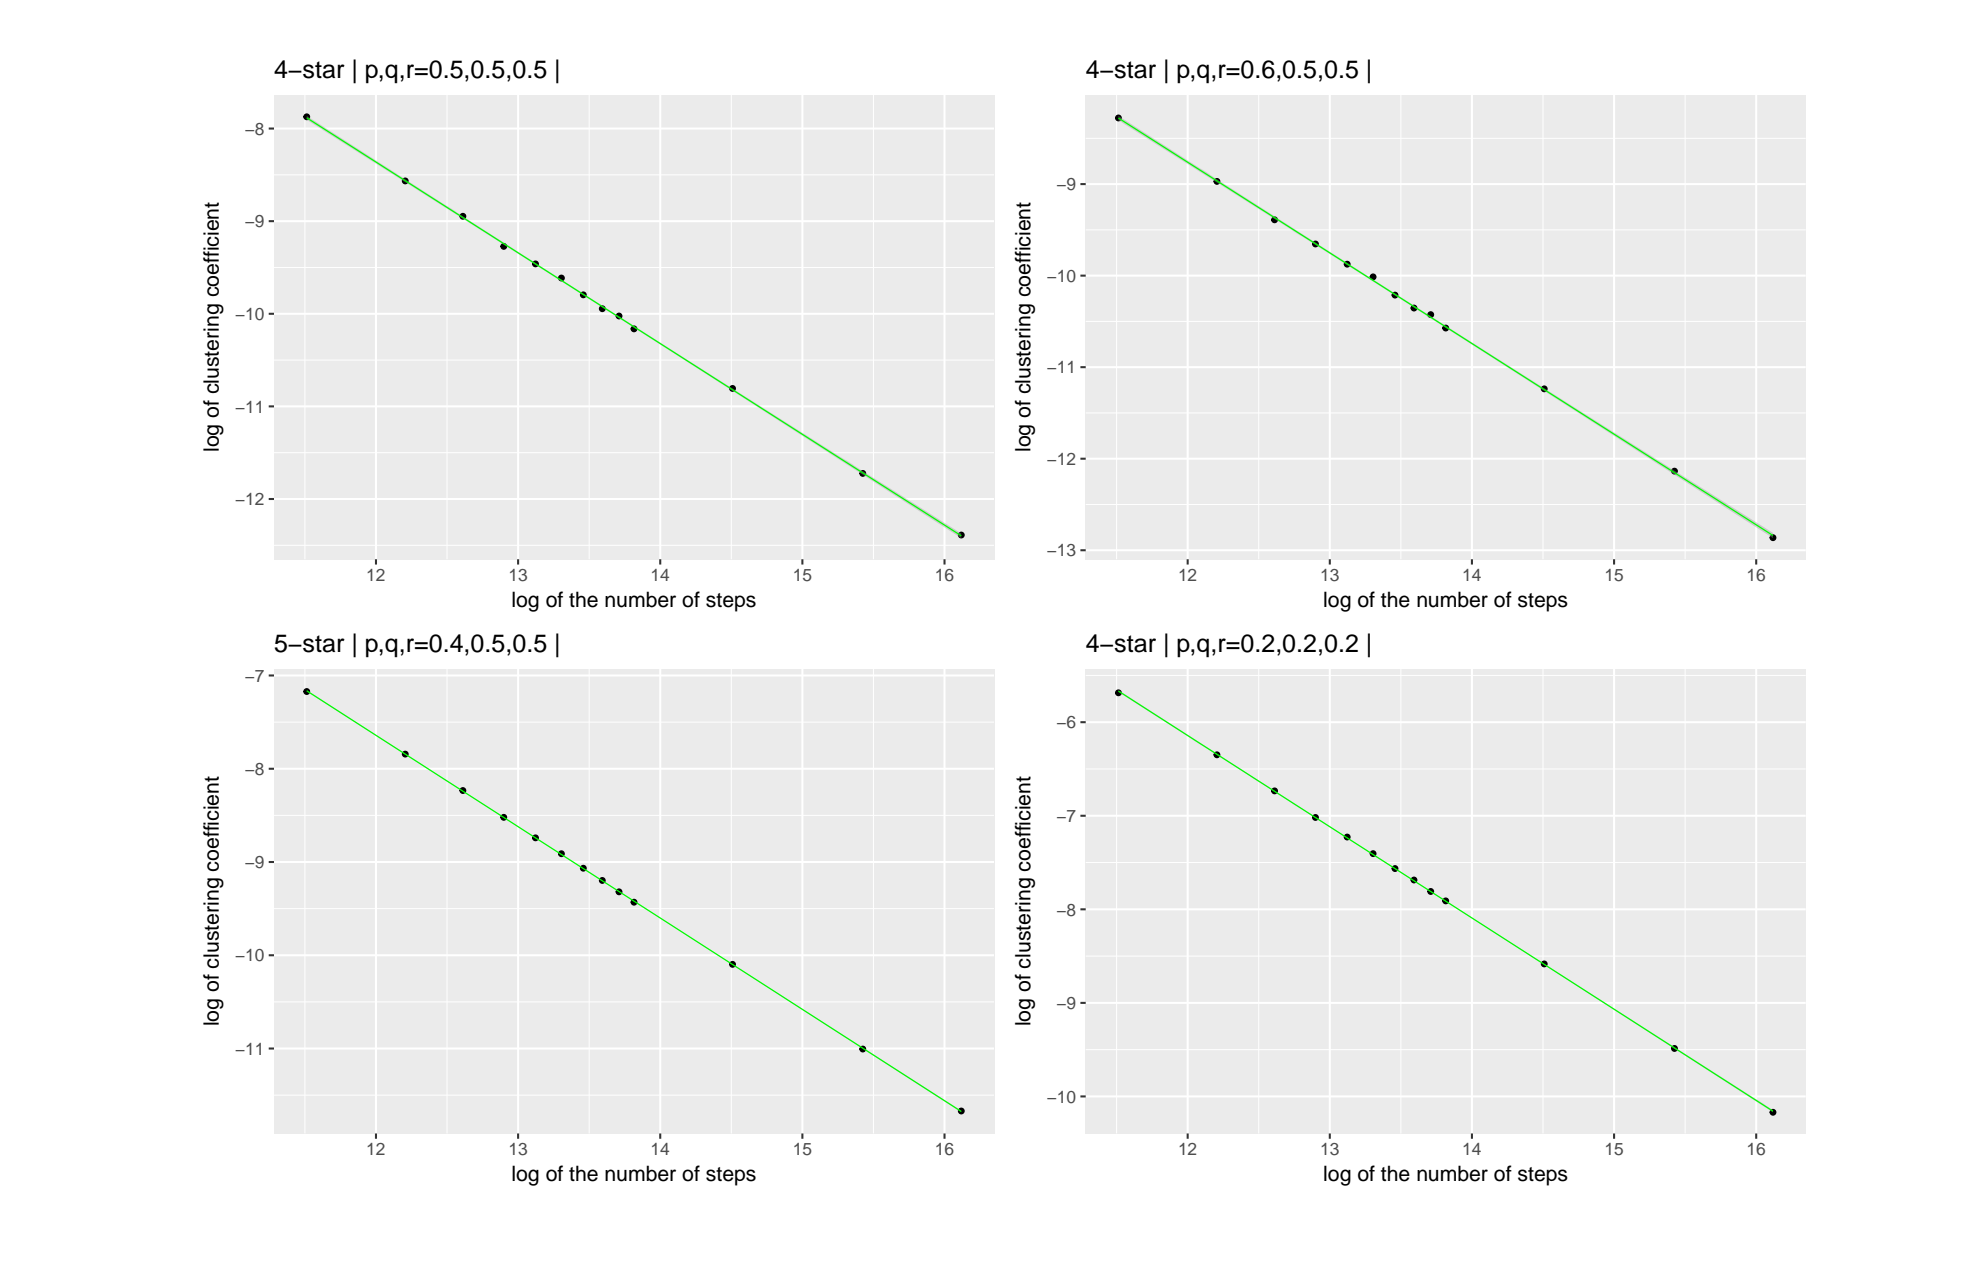 4−star | p,q,r=0.5,0.5,0.5 |
log of clustering coefficient
−8
−9
−10
−11
−12
12 13 14 15 16
log of the number of steps
4−star | p,q,r=0.6,0.5,0.5 |
log of clustering coefficient
−9
−10
−11
−12
−13
12 13 14 15 16
log of the number of steps
5−star | p,q,r=0.4,0.5,0.5 |
log of clustering coefficient
−7
−8
−9
−10
−11
12 13 14 15 16
log of the number of steps
4−star | p,q,r=0.2,0.2,0.2 |
log of clustering coefficient
−6
−7
−8
−9
−10
12 13 14 15 16
log of the number of steps